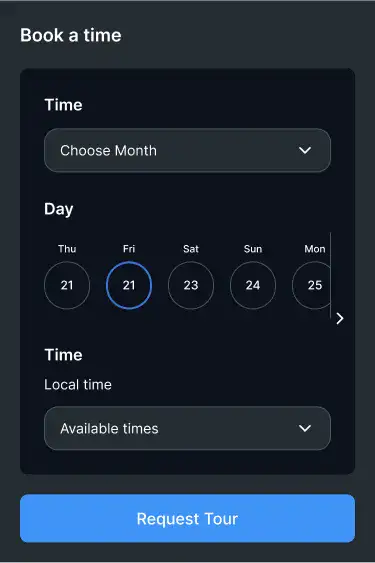 Book a time
Time
Choose Month
Day
Thu Fri Sat Sun Mon
21 21 23 24 25
Time
Local time
Available times
Request Tour